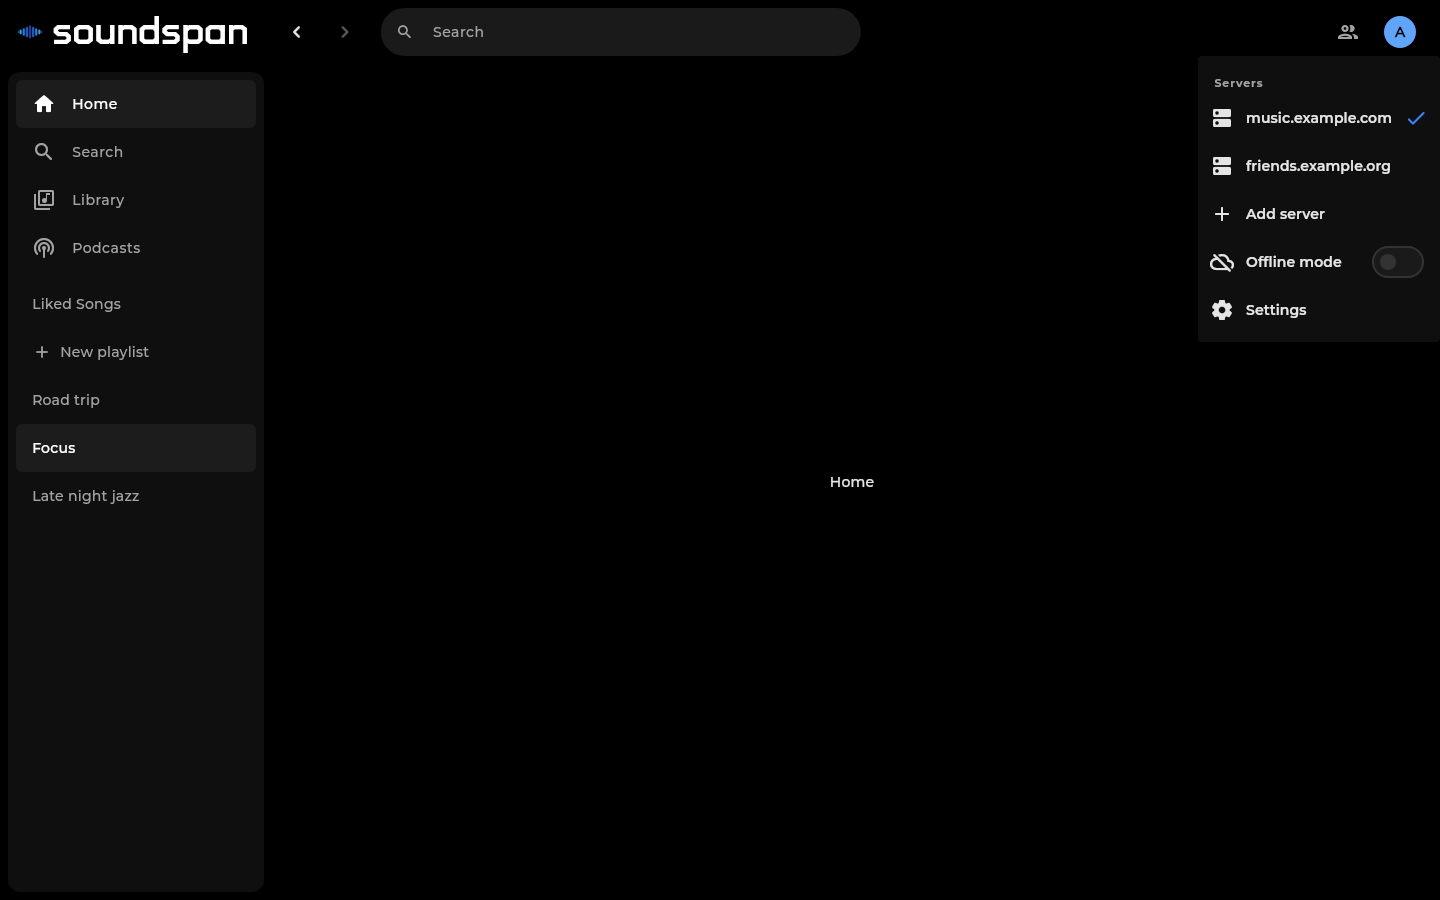 soundspan
Search
A
Home
Search
Library
Podcasts
Liked Songs
New playlist
Road trip
Focus
Late night jazz
Home
Servers
music.example.com
friends.example.org
Add server
Offline mode
Settings